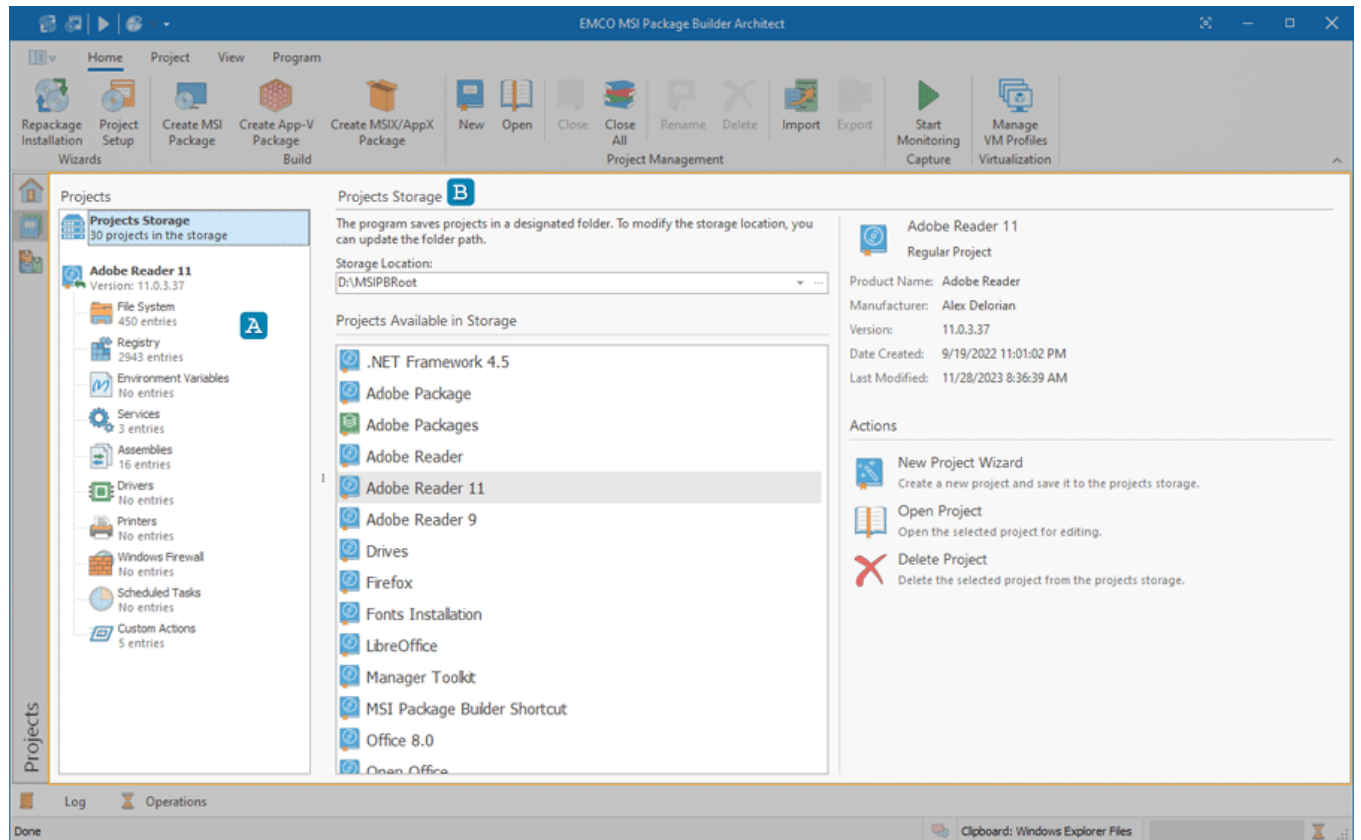 EMCO MSI Package Builder Architect
Home Project View Program
Repackage Installation
Project Setup
Wizards
Create MSI Package
Create App-V Package
Create MSIX/AppX Package
Build
New
Open
Close
Close All
Rename
Delete
Import
Export
Project Management
Start Monitoring
Capture
Manage VM Profiles
Virtualization
Projects
Projects
Projects Storage
30 projects in the storage
Adobe Reader 11
Version: 11.0.3.37
File System
450 entries
A
Registry
2943 entries
Environment Variables
No entries
Services
3 entries
Assemblies
16 entries
Drivers
No entries
Printers
No entries
Windows Firewall
No entries
Scheduled Tasks
No entries
Custom Actions
5 entries
Projects Storage B
The program saves projects in a designated folder. To modify the storage location, you
can update the folder path.
Storage Location:
D:\MSIPBRoot
Projects Available in Storage
.NET Framework 4.5
Adobe Package
Adobe Packages
Adobe Reader
Adobe Reader 11
Adobe Reader 9
Drives
Firefox
Fonts Installation
LibreOffice
Manager Toolkit
MSI Package Builder Shortcut
Office 8.0
Open Office
Adobe Reader 11
Regular Project
Product Name: Adobe Reader
Manufacturer: Alex Delorian
Version: 11.0.3.37
Date Created: 9/19/2022 11:01:02 PM
Last Modified: 11/28/2023 8:36:39 AM
Actions
New Project Wizard
Create a new project and save it to the projects storage.
Open Project
Open the selected project for editing.
Delete Project
Delete the selected project from the projects storage.
Log Operations
Done
Clipboard: Windows Explorer Files